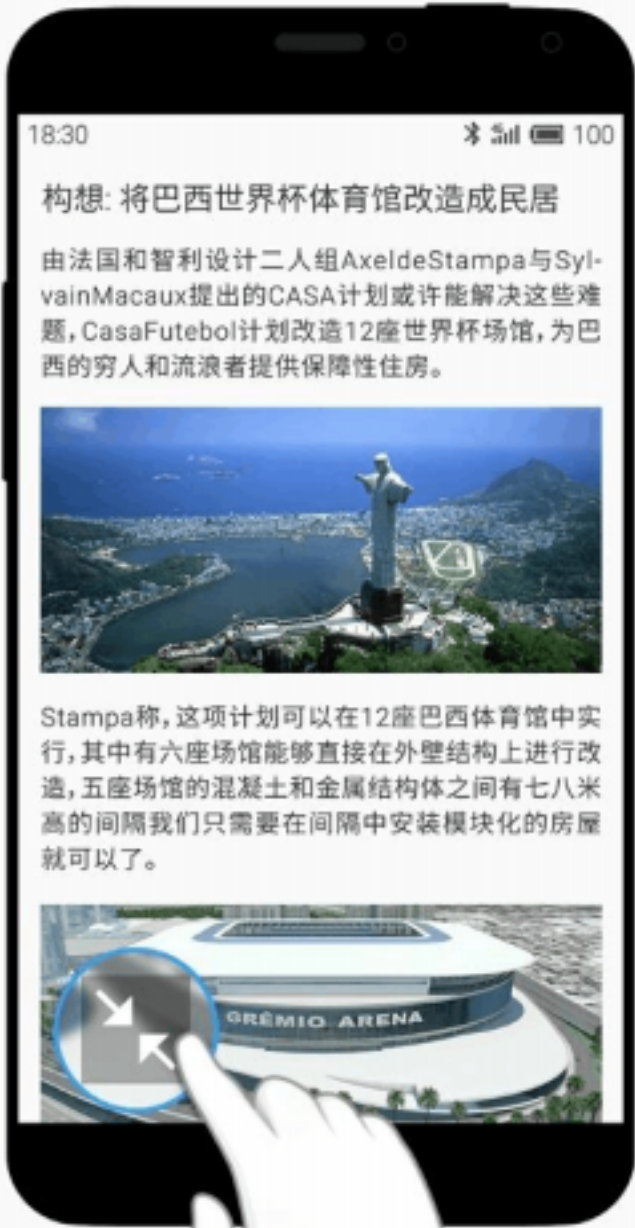 18:30 100
构想: 将巴西世界杯体育馆改造成民居
由法国和智利设计二人组AxeldeStampa与Syl-
vainMacaux提出的CASA计划或许能解决这些难
题,CasaFutebol计划改造12座世界杯场馆,为巴
西的穷人和流浪者提供保障性住房。
Stampa称,这项计划可以在12座巴西体育馆中实
行,其中有六座场馆能够直接在外壁结构上进行改
造,五座场馆的混凝土和金属结构体之间有七八米
高的间隔我们只需要在间隔中安装模块化的房屋
就可以了。
GRÊMIO ARENA